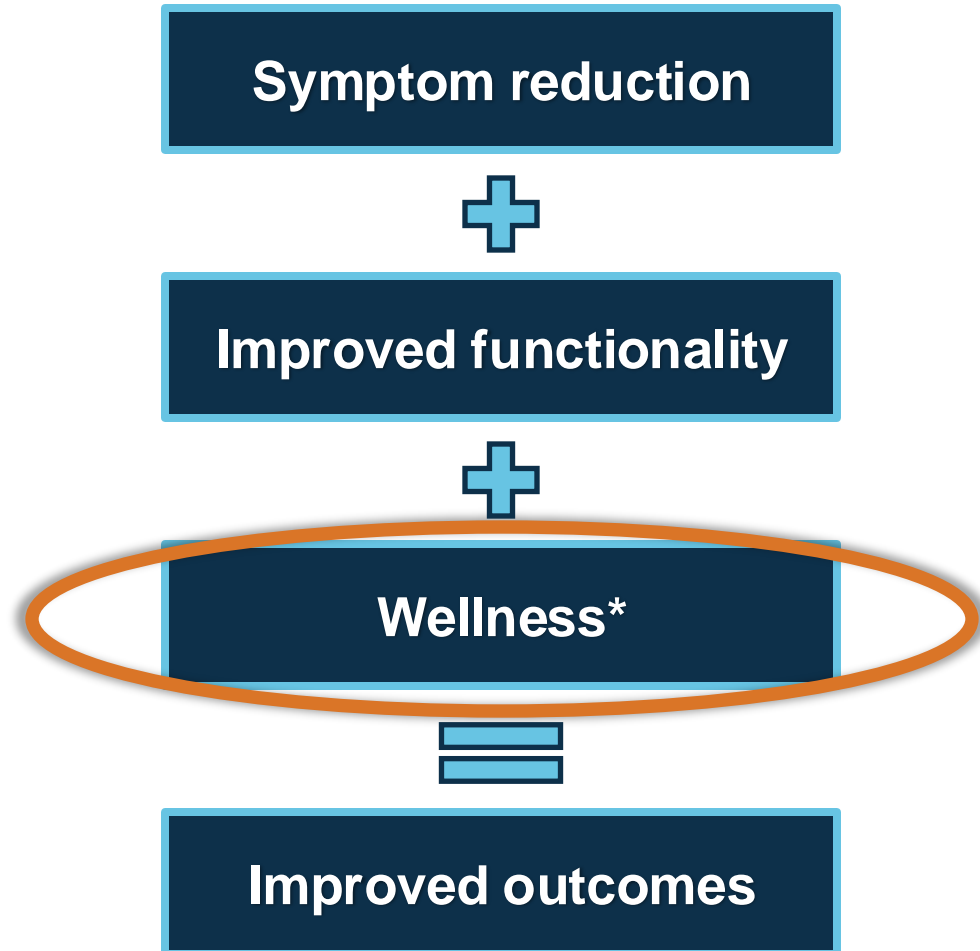 Symptom reduction
Improved functionality
Wellness*
Improved outcomes